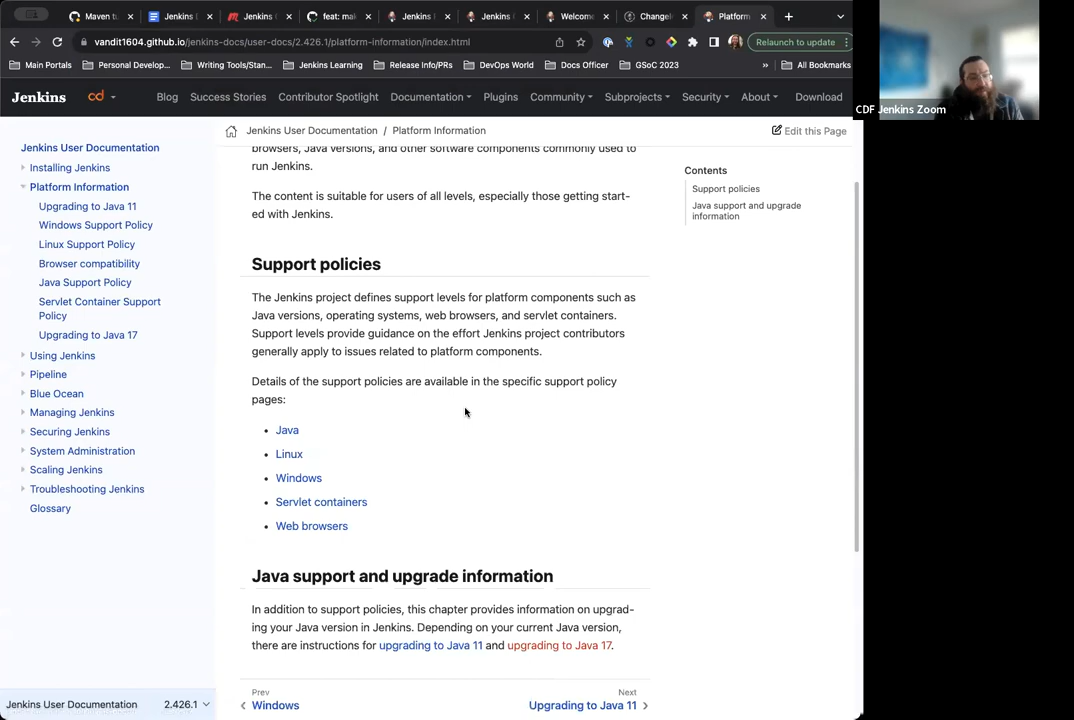 Maven tu
Jenkins D
Jenkins
feat: mak
Jenkins
Jenkins
Welcome
Change
Platform
vandit1604.github.io/jenkins-docs/user-docs/2.426.1/platform-information/index.html
Relaunch to update
Main Portals
Personal Develop...
Writing Tools/Stan...
Jenkins Learning
Release Info/PRs
DevOps World
Docs Officer
GSoC 2023
»
All Bookmarks
CDF Jenkins Zoom
Jenkins
cd
Blog
Success Stories
Contributor Spotlight
Documentation
Plugins
Community
Subprojects
Security
About
Download
Jenkins User Documentation / Platform Information
Edit this Page
Jenkins User Documentation
Installing Jenkins
Platform Information
Upgrading to Java 11
Windows Support Policy
Linux Support Policy
Browser compatibility
Java Support Policy
Servlet Container Support
Policy
Upgrading to Java 17
Using Jenkins
Pipeline
Blue Ocean
Managing Jenkins
Securing Jenkins
System Administration
Scaling Jenkins
Troubleshooting Jenkins
Glossary
Jenkins User Documentation 2.426.1
browsers, Java versions, and other software components commonly used to
run Jenkins.
The content is suitable for users of all levels, especially those getting start-
ed with Jenkins.
Support policies
The Jenkins project defines support levels for platform components such as
Java versions, operating systems, web browsers, and servlet containers.
Support levels provide guidance on the effort Jenkins project contributors
generally apply to issues related to platform components.
Details of the support policies are available in the specific support policy
pages:
• Java
• Linux
• Windows
• Servlet containers
• Web browsers
Java support and upgrade information
In addition to support policies, this chapter provides information on upgrad-
ing your Java version in Jenkins. Depending on your current Java version,
there are instructions for upgrading to Java 11 and upgrading to Java 17.
Prev
Windows
Next
Upgrading to Java 11
Contents
Support policies
Java support and upgrade
information